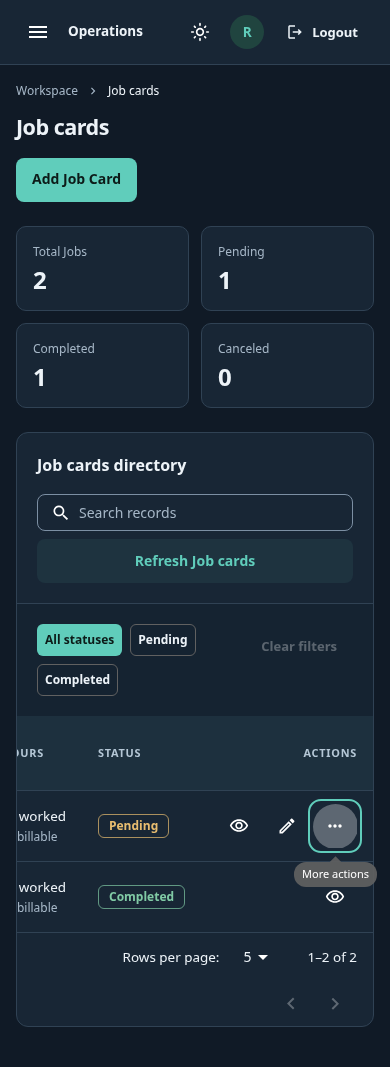 Operations
R
Logout
Workspace > Job cards
Job cards
Add Job Card
Total Jobs
2
Pending
1
Completed
1
Canceled
0
Job cards directory
Search records
Refresh Job cards
All statuses
Pending
Clear filters
Completed
OURS STATUS ACTIONS
worked
billable
Pending
More actions
worked
billable
Completed
Rows per page: 5 1–2 of 2